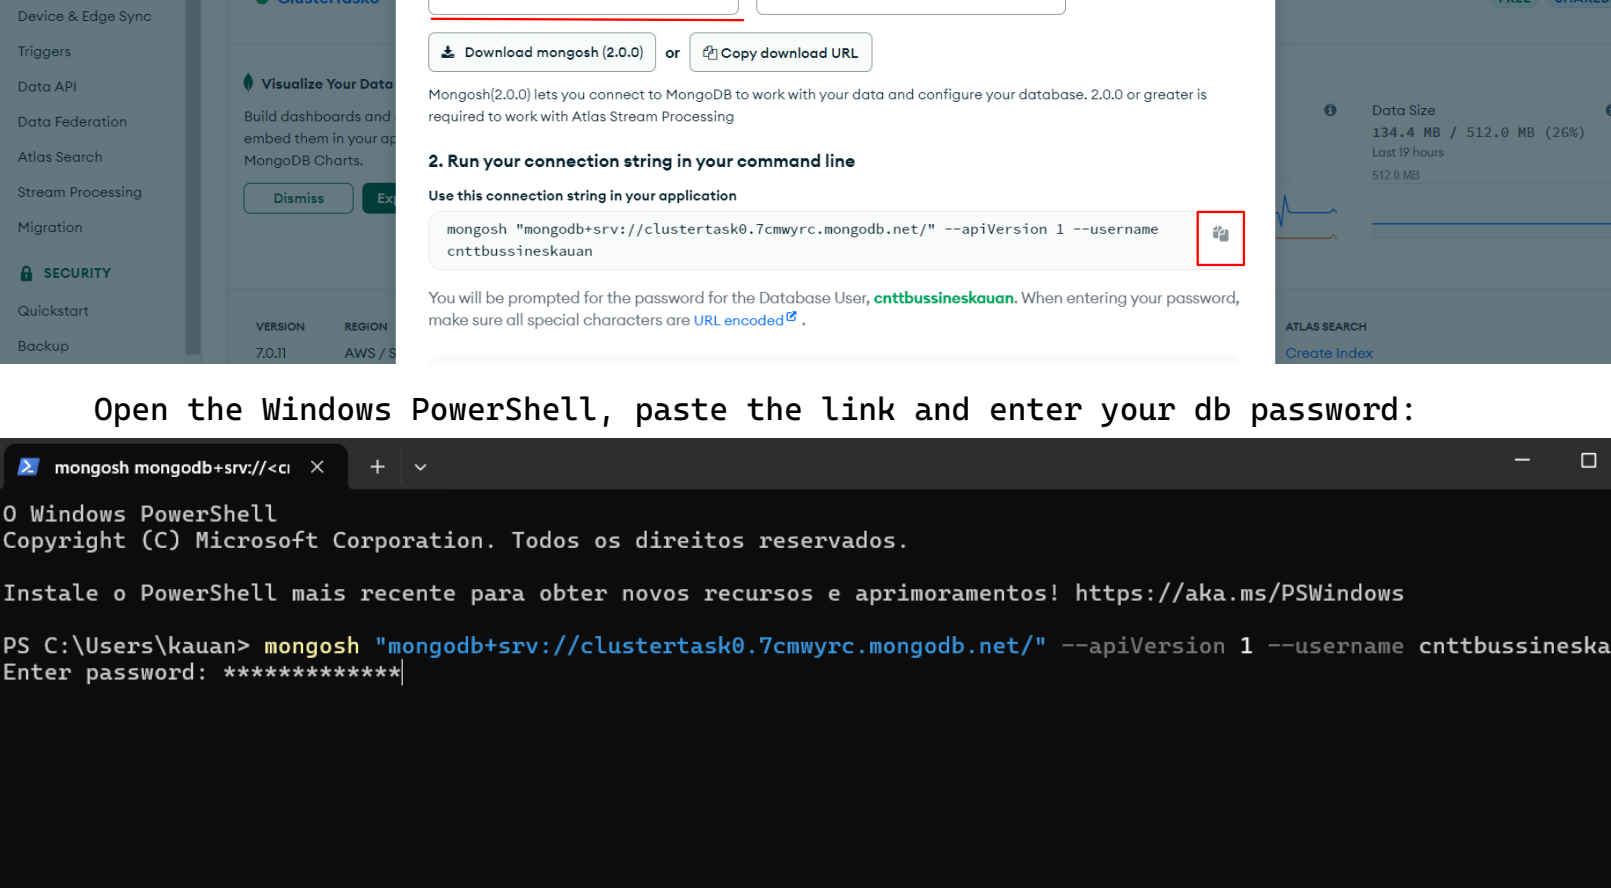 Device & Edge Sync
Triggers
Data API
Data Federation
Atlas Search
Stream Processing
Migration
SECURITY
Quickstart
Backup
Visualize Your Data
Build dashboards and
embed them in your ap
MongoDB Charts.
Dismiss
VERSION REGION
7.0.11 AWS / S
Download mongosh (2.0.0) or Copy download URL
Mongosh(2.0.0) lets you connect to MongoDB to work with your data and configure your database. 2.0.0 or greater is
required to work with Atlas Stream Processing
2. Run your connection string in your command line
Use this connection string in your application
mongosh "mongodb+srv://clustertask0.7cmwyrc.mongodb.net/" --apiVersion 1 --username
cnttbussineskauan
You will be prompted for the password for the Database User, cnttbussineskauan. When entering your password,
make sure all special characters are URL encoded .
Data Size
134.4 MB / 512.0 MB (26%)
Last 19 hours
512.0 MB
ATLAS SEARCH
Create Index
Open the Windows PowerShell, paste the link and enter your db password:
mongosh mongodb+srv://<cr
O Windows PowerShell
Copyright (C) Microsoft Corporation. Todos os direitos reservados.
Instale o PowerShell mais recente para obter novos recursos e aprimoramentos! https://aka.ms/PSWindows
PS C:\Users\kauan> mongosh "mongodb+srv://clustertask0.7cmwyrc.mongodb.net/" --apiVersion 1 --username cnttbussineska
Enter password: *************